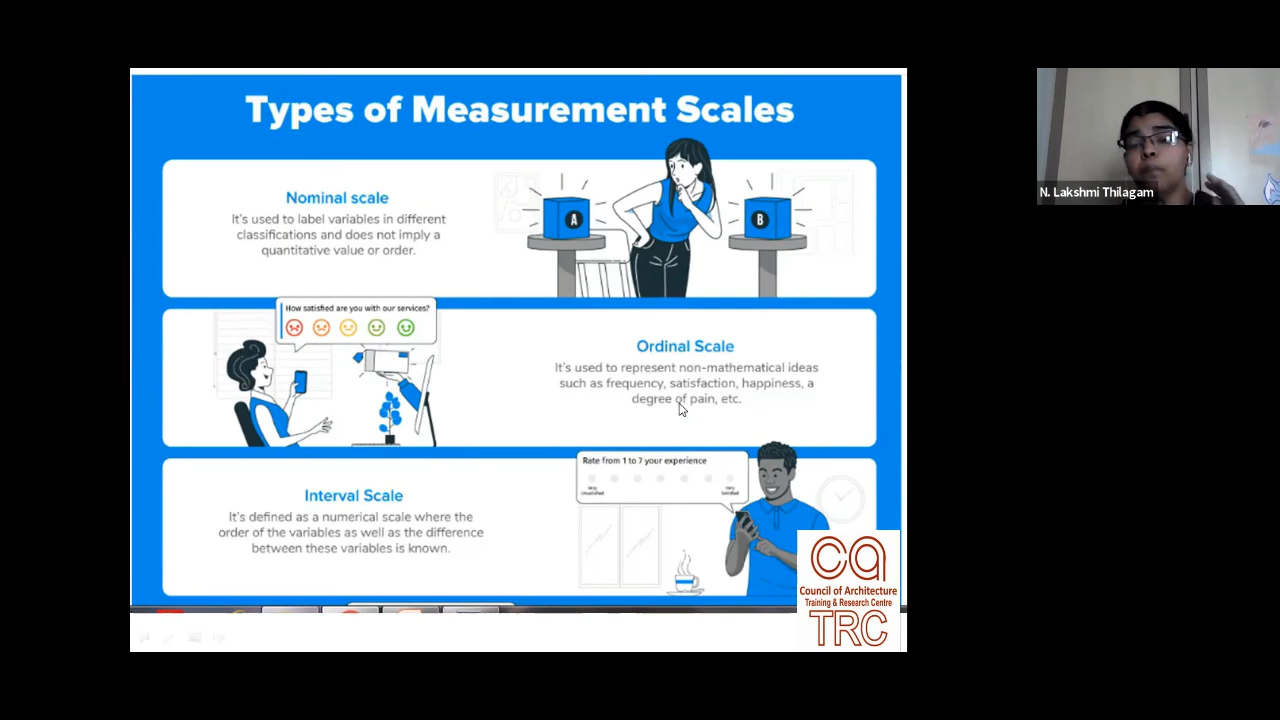 Types of Measurement Scales
Nominal scale
It's used to label variables in different
classifications and does not imply a
quantitative value or order.
A
B
N. Lakshmi Thilagam
How satisfied are you with our services?
Ordinal Scale
It's used to represent non-mathematical ideas
such as frequency, satisfaction, happiness, a
degree of pain, etc.
Rate from 1 to 7 your experience
Very
Unsatisfied
Very
Satisfied
Interval Scale
It's defined as a numerical scale where the
order of the variables as well as the difference
between these variables is known.
ca
Council of Architecture
Training & Research Centre
TRC